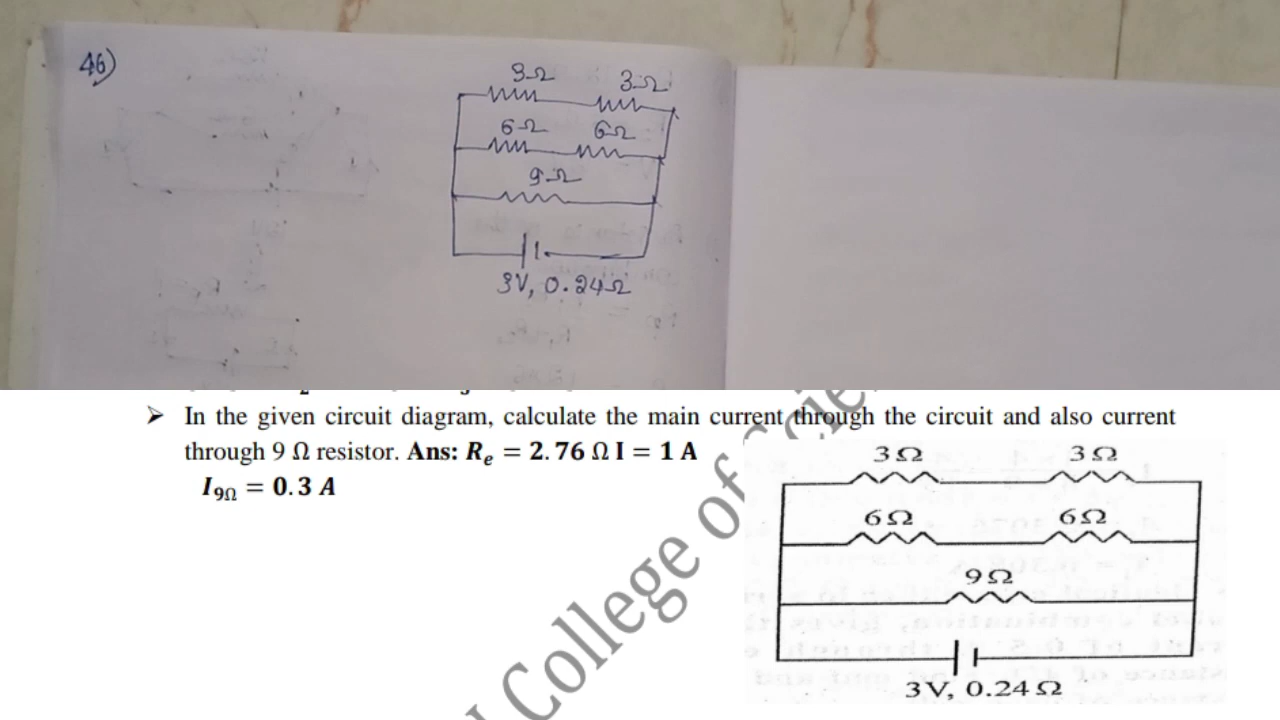 46)
3Ω 3Ω
6Ω 6Ω
9Ω
3V, 0.24Ω
➤ In the given circuit diagram, calculate the main current through the circuit and also current
through 9 Ω resistor. Ans: Rₑ = 2.76 Ω I = 1 A
I₉Ω = 0.3 A
3Ω 3Ω
6Ω 6Ω
9Ω
3V, 0.24Ω
College of